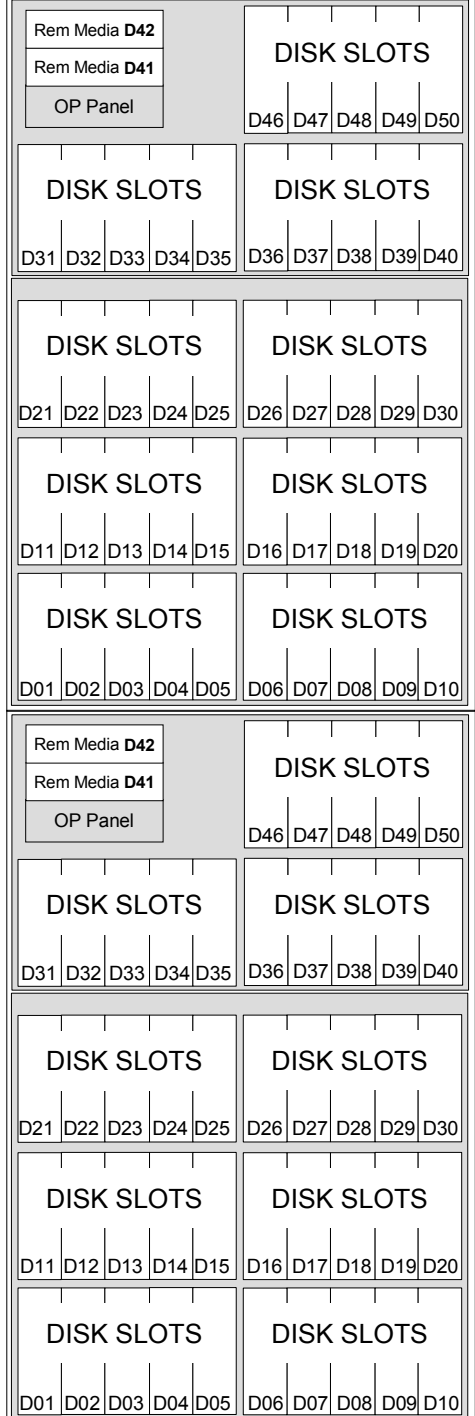 Rem Media D42
Rem Media D41
OP Panel
DISK SLOTS
D46 D47 D48 D49 D50
DISK SLOTS
D31 D32 D33 D34 D35
DISK SLOTS
D36 D37 D38 D39 D40
DISK SLOTS
D21 D22 D23 D24 D25
DISK SLOTS
D26 D27 D28 D29 D30
DISK SLOTS
D11 D12 D13 D14 D15
DISK SLOTS
D16 D17 D18 D19 D20
DISK SLOTS
D01 D02 D03 D04 D05
DISK SLOTS
D06 D07 D08 D09 D10
Rem Media D42
Rem Media D41
OP Panel
DISK SLOTS
D46 D47 D48 D49 D50
DISK SLOTS
D31 D32 D33 D34 D35
DISK SLOTS
D36 D37 D38 D39 D40
DISK SLOTS
D21 D22 D23 D24 D25
DISK SLOTS
D26 D27 D28 D29 D30
DISK SLOTS
D11 D12 D13 D14 D15
DISK SLOTS
D16 D17 D18 D19 D20
DISK SLOTS
D01 D02 D03 D04 D05
DISK SLOTS
D06 D07 D08 D09 D10